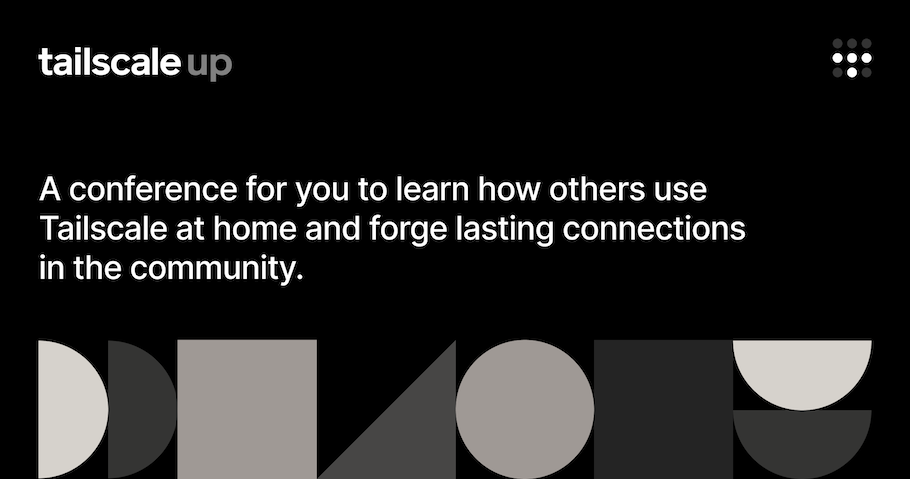 tailscale up
A conference for you to learn how others use
Tailscale at home and forge lasting connections
in the community.